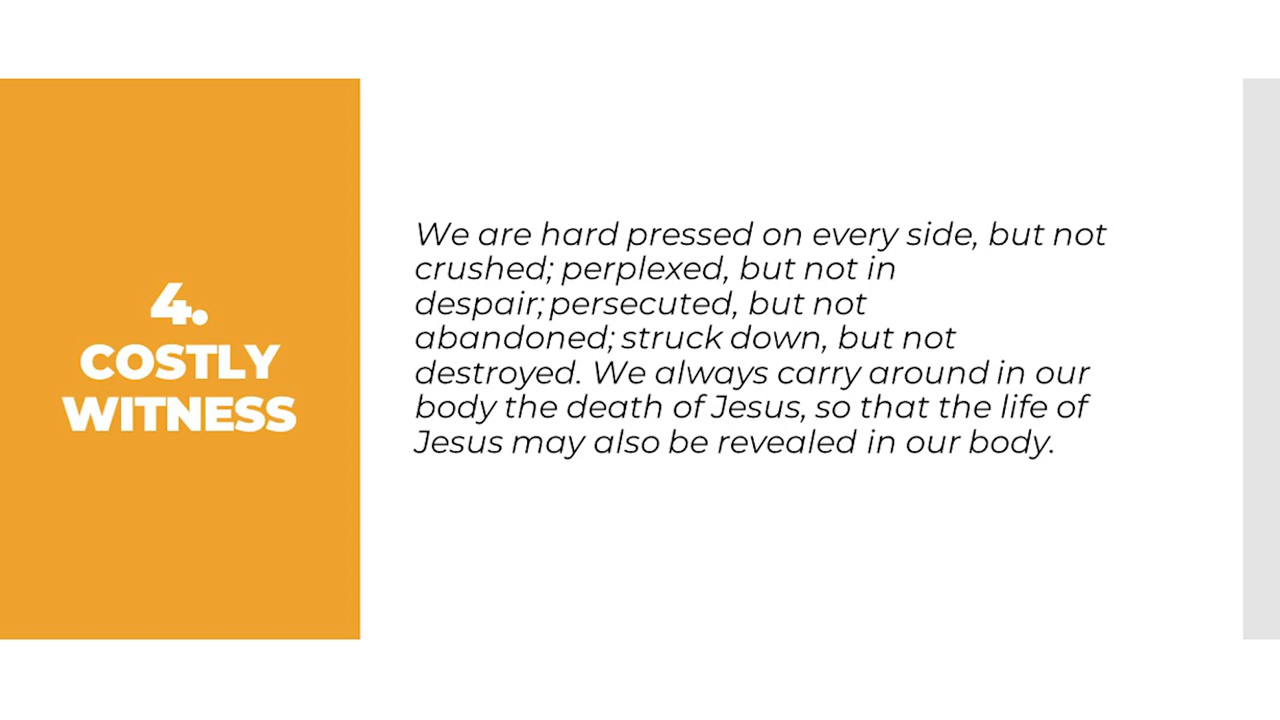 4.
COSTLY
WITNESS
We are hard pressed on every side, but not
crushed; perplexed, but not in
despair; persecuted, but not
abandoned; struck down, but not
destroyed. We always carry around in our
body the death of Jesus, so that the life of
Jesus may also be revealed in our body.